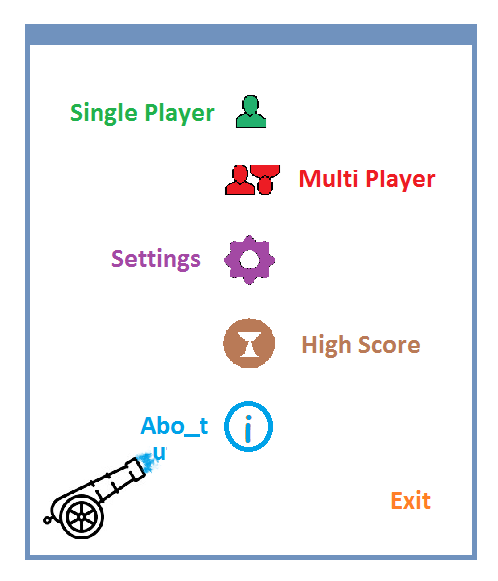 Single Player
Multi Player
Settings
High Score
Abo_t
u
i
Exit